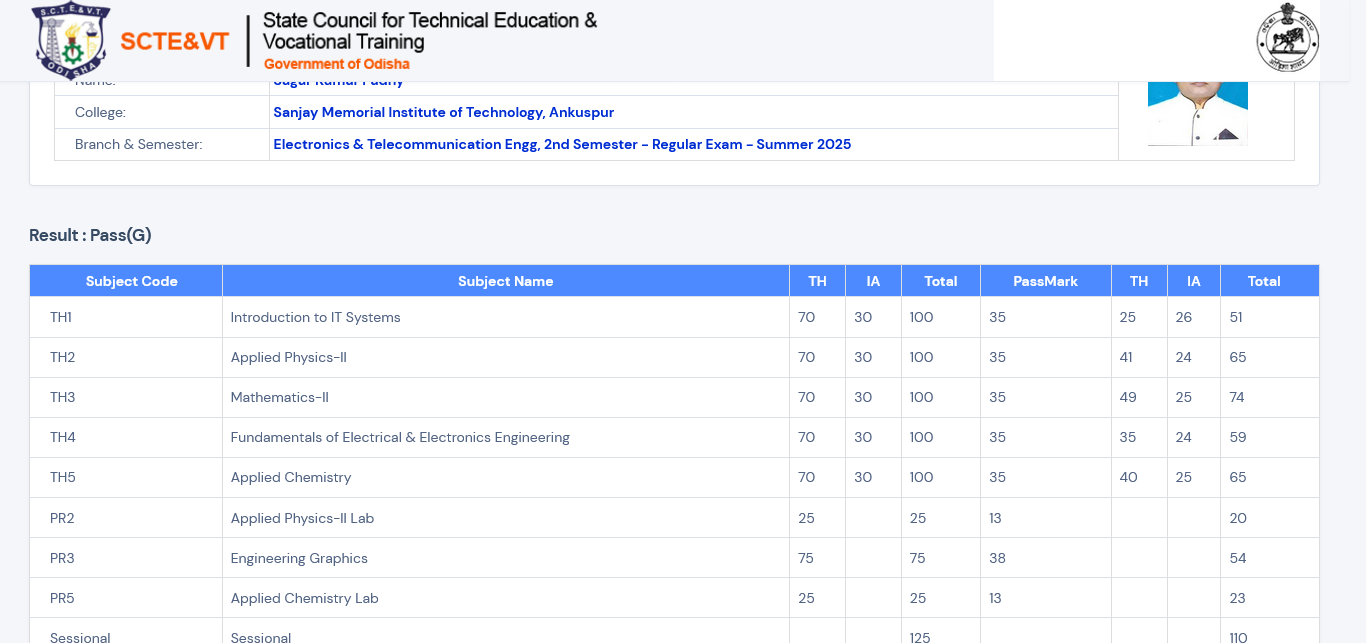 S.C.T.E.& V.T.
ODISHA
SCTE&VT
State Council for Technical Education &
Vocational Training
Government of Odisha
Name: Sagar Kumar Padhy
College: Sanjay Memorial Institute of Technology, Ankuspur
Branch & Semester: Electronics & Telecommunication Engg, 2nd Semester - Regular Exam - Summer 2025
Result : Pass(G)
Subject Code Subject Name TH IA Total PassMark TH IA Total
TH1 Introduction to IT Systems 70 30 100 35 25 26 51
TH2 Applied Physics-II 70 30 100 35 41 24 65
TH3 Mathematics-II 70 30 100 35 49 25 74
TH4 Fundamentals of Electrical & Electronics Engineering 70 30 100 35 35 24 59
TH5 Applied Chemistry 70 30 100 35 40 25 65
PR2 Applied Physics-II Lab 25 25 13 20
PR3 Engineering Graphics 75 75 38 54
PR5 Applied Chemistry Lab 25 25 13 23
Sessional Sessional 125 110